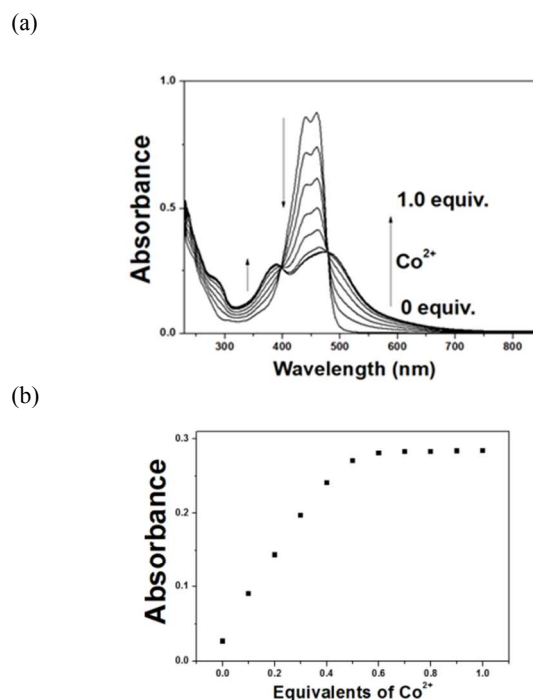 (a)
1.0
0.5
0.0
Absorbance
1.0 equiv.
Co²⁺
0 equiv.
300 400 500 600 700 800
Wavelength (nm)
(b)
0.3
0.2
0.1
0.0
Absorbance
0.0 0.2 0.4 0.6 0.8 1.0
Equivalents of Co²⁺